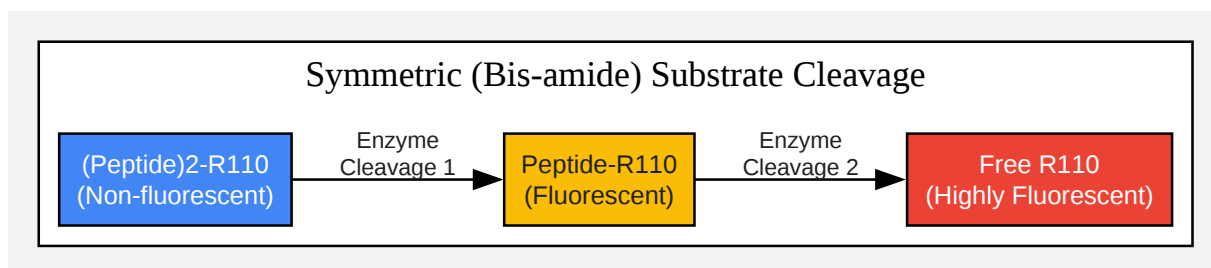 Symmetric (Bis-amide) Substrate Cleavage
(Peptide)2-R110
(Non-fluorescent)
Enzyme
Cleavage 1
Peptide-R110
(Fluorescent)
Enzyme
Cleavage 2
Free R110
(Highly Fluorescent)